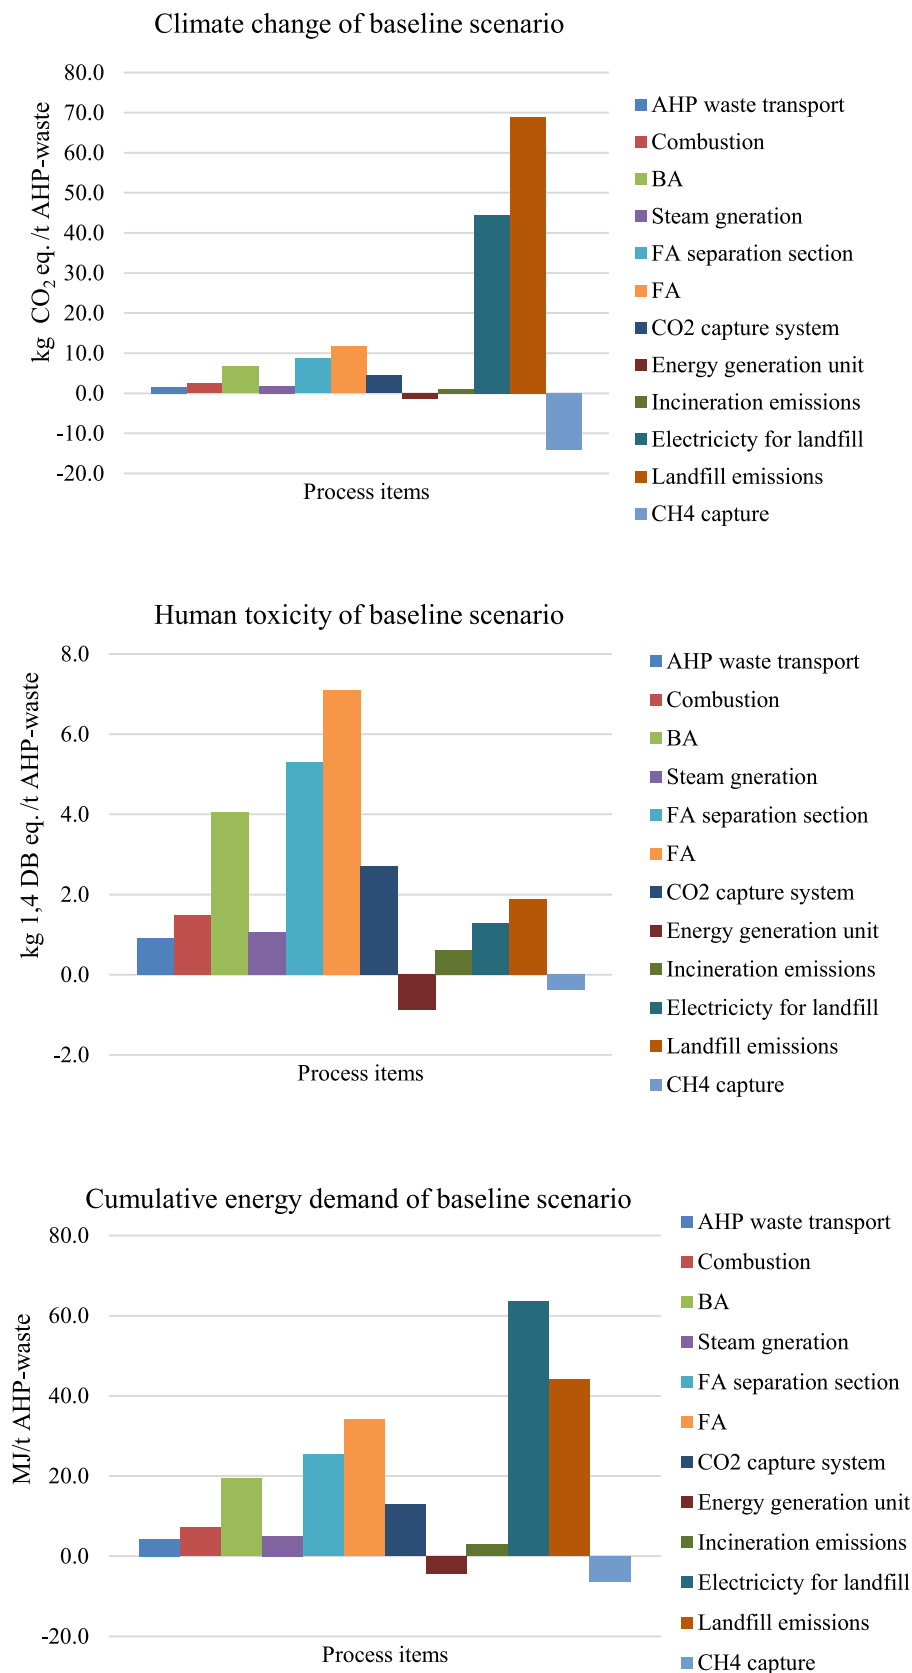 Climate change of baseline scenario
kg CO2 eq./t AHP-waste
80.0
70.0
60.0
50.0
40.0
30.0
20.0
10.0
0.0
-10.0
-20.0
Process items
AHP waste transport
Combustion
BA
Steam gneration
FA separation section
FA
CO2 capture system
Energy generation unit
Incineration emissions
Electricicty for landfill
Landfill emissions
CH4 capture
Human toxicity of baseline scenario
kg 1,4 DB eq./t AHP-waste
8.0
6.0
4.0
2.0
0.0
-2.0
Process items
AHP waste transport
Combustion
BA
Steam gneration
FA separation section
FA
CO2 capture system
Energy generation unit
Incineration emissions
Electricicty for landfill
Landfill emissions
CH4 capture
Cumulative energy demand of baseline scenario
MJ/t AHP-waste
80.0
60.0
40.0
20.0
0.0
-20.0
Process items
AHP waste transport
Combustion
BA
Steam gneration
FA separation section
FA
CO2 capture system
Energy generation unit
Incineration emissions
Electricicty for landfill
Landfill emissions
CH4 capture